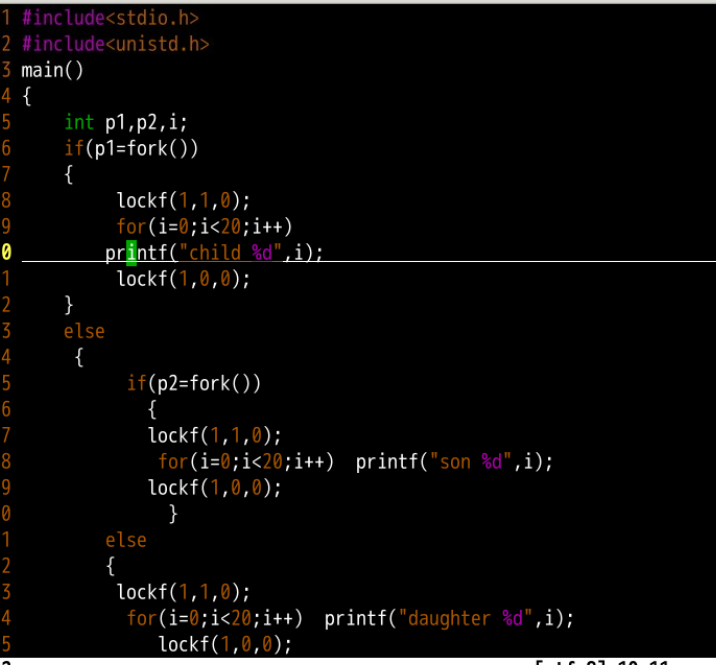 1 #include<stdio.h>
2 #include<unistd.h>
3 main()
4 {
5 int p1,p2,i;
6 if(p1=fork())
7 {
8 lockf(1,1,0);
9 for(i=0;i<20;i++)
0 printf("child %d",i);
1 lockf(1,0,0);
2 }
3 else
4 {
5 if(p2=fork())
6 {
7 lockf(1,1,0);
8 for(i=0;i<20;i++) printf("son %d",i);
9 lockf(1,0,0);
0 }
1 else
2 {
3 lockf(1,1,0);
4 for(i=0;i<20;i++) printf("daughter %d",i);
5 lockf(1,0,0);